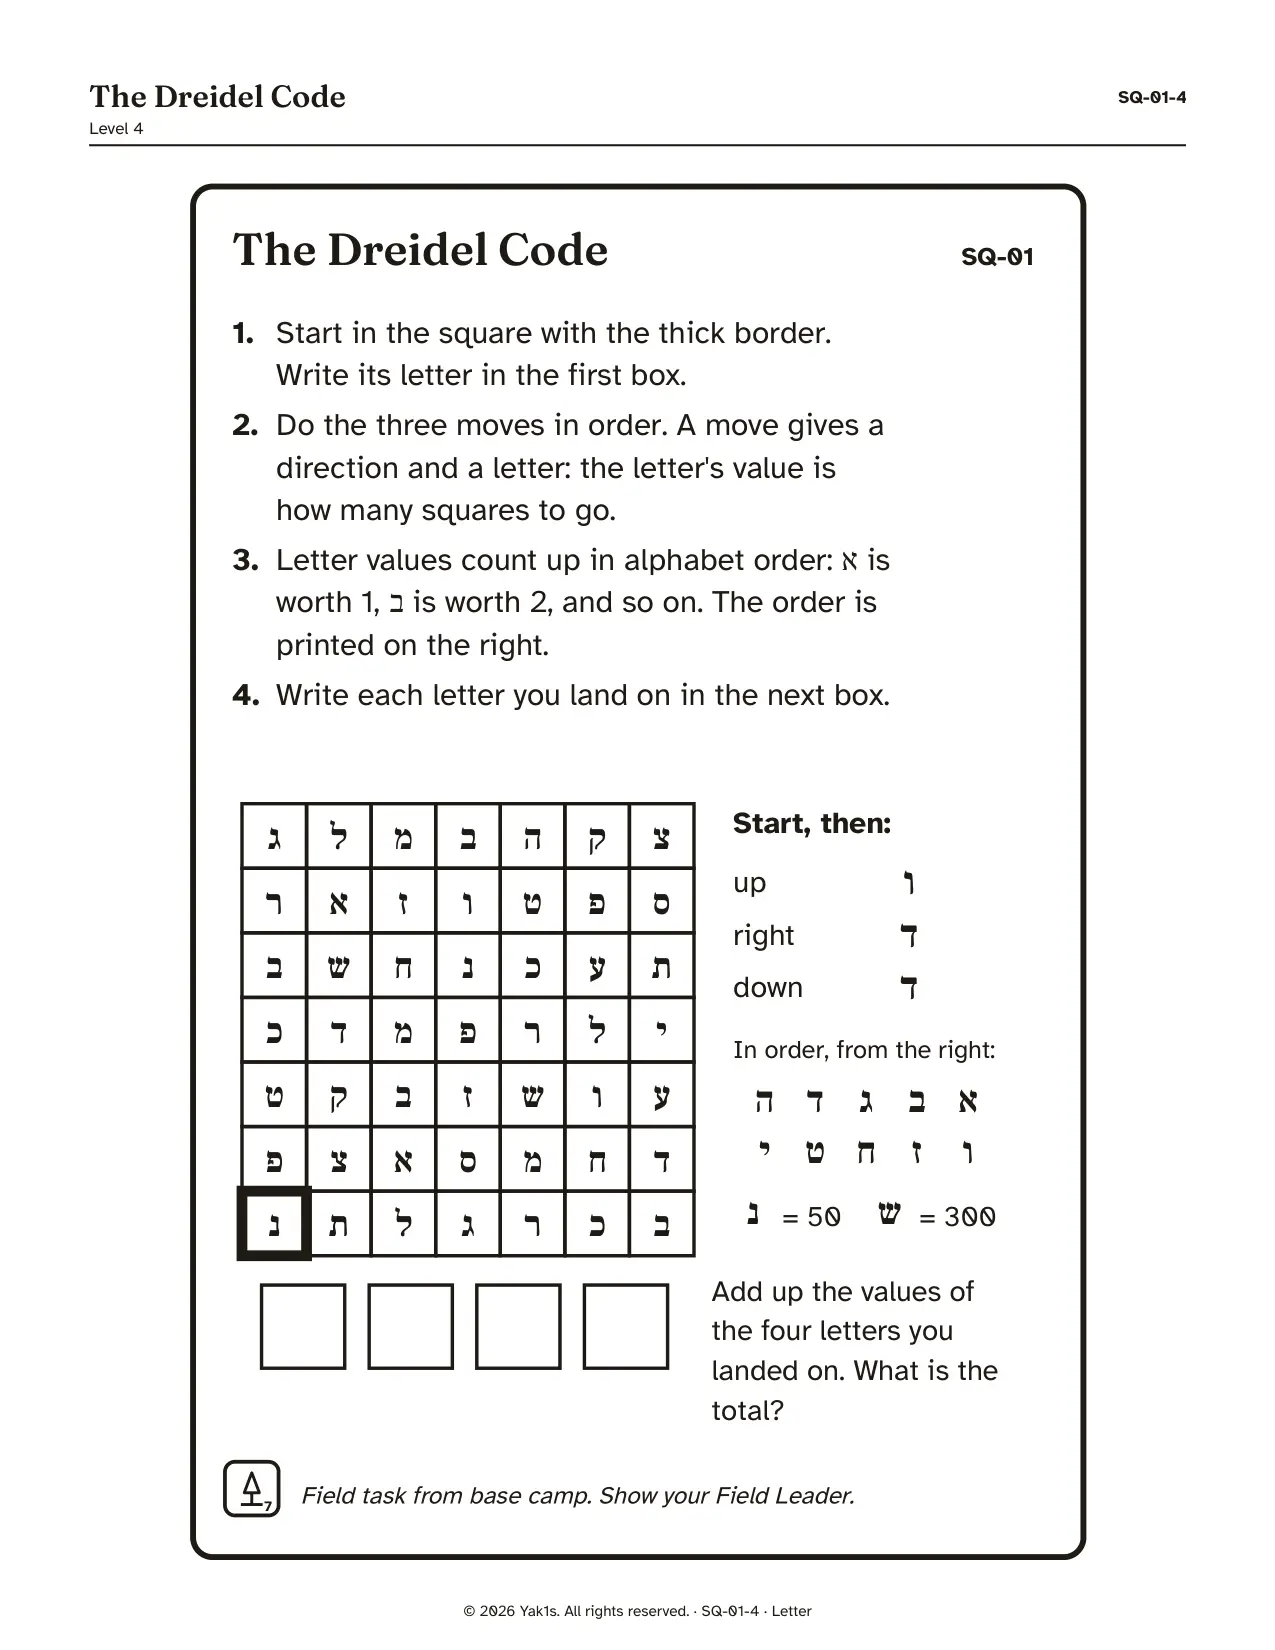 The Dreidel Code
SQ-01-4
Level 4
The Dreidel Code
SQ-01
1. Start in the square with the thick border.
Write its letter in the first box.
2. Do the three moves in order. A move gives a
direction and a letter: the letter's value is
how many squares to go.
3. Letter values count up in alphabet order: א is
worth 1, ב is worth 2, and so on. The order is
printed on the right.
4. Write each letter you land on in the next box.
ג ל מ ב ה ק צ
ר א ז ו ט פ ס
ב ש ח נ כ ע ת
כ ד מ פ ר ל י
ט ק ב ז ש ו ע
פ צ א ס מ ח ד
נ ת ל ג ר כ ב
Start, then:
up ו
right ד
down ד
In order, from the right:
א ב ג ד ה
ו ז ח ט י
נ = 50 ש = 300
Add up the values of
the four letters you
landed on. What is the
total?
7
Field task from base camp. Show your Field Leader.
© 2026 Yak1s. All rights reserved. · SQ-01-4 · Letter